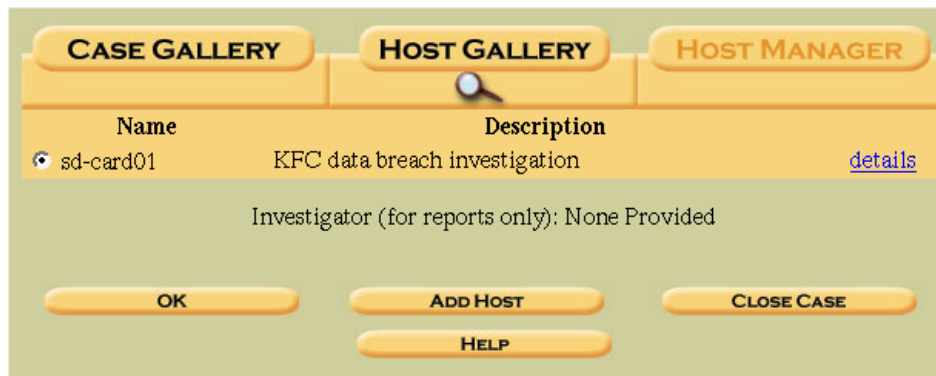 CASE GALLERY HOST GALLERY HOST MANAGER
Name Description
sd-card01 KFC data breach investigation details
Investigator (for reports only): None Provided
OK ADD HOST CLOSE CASE
HELP